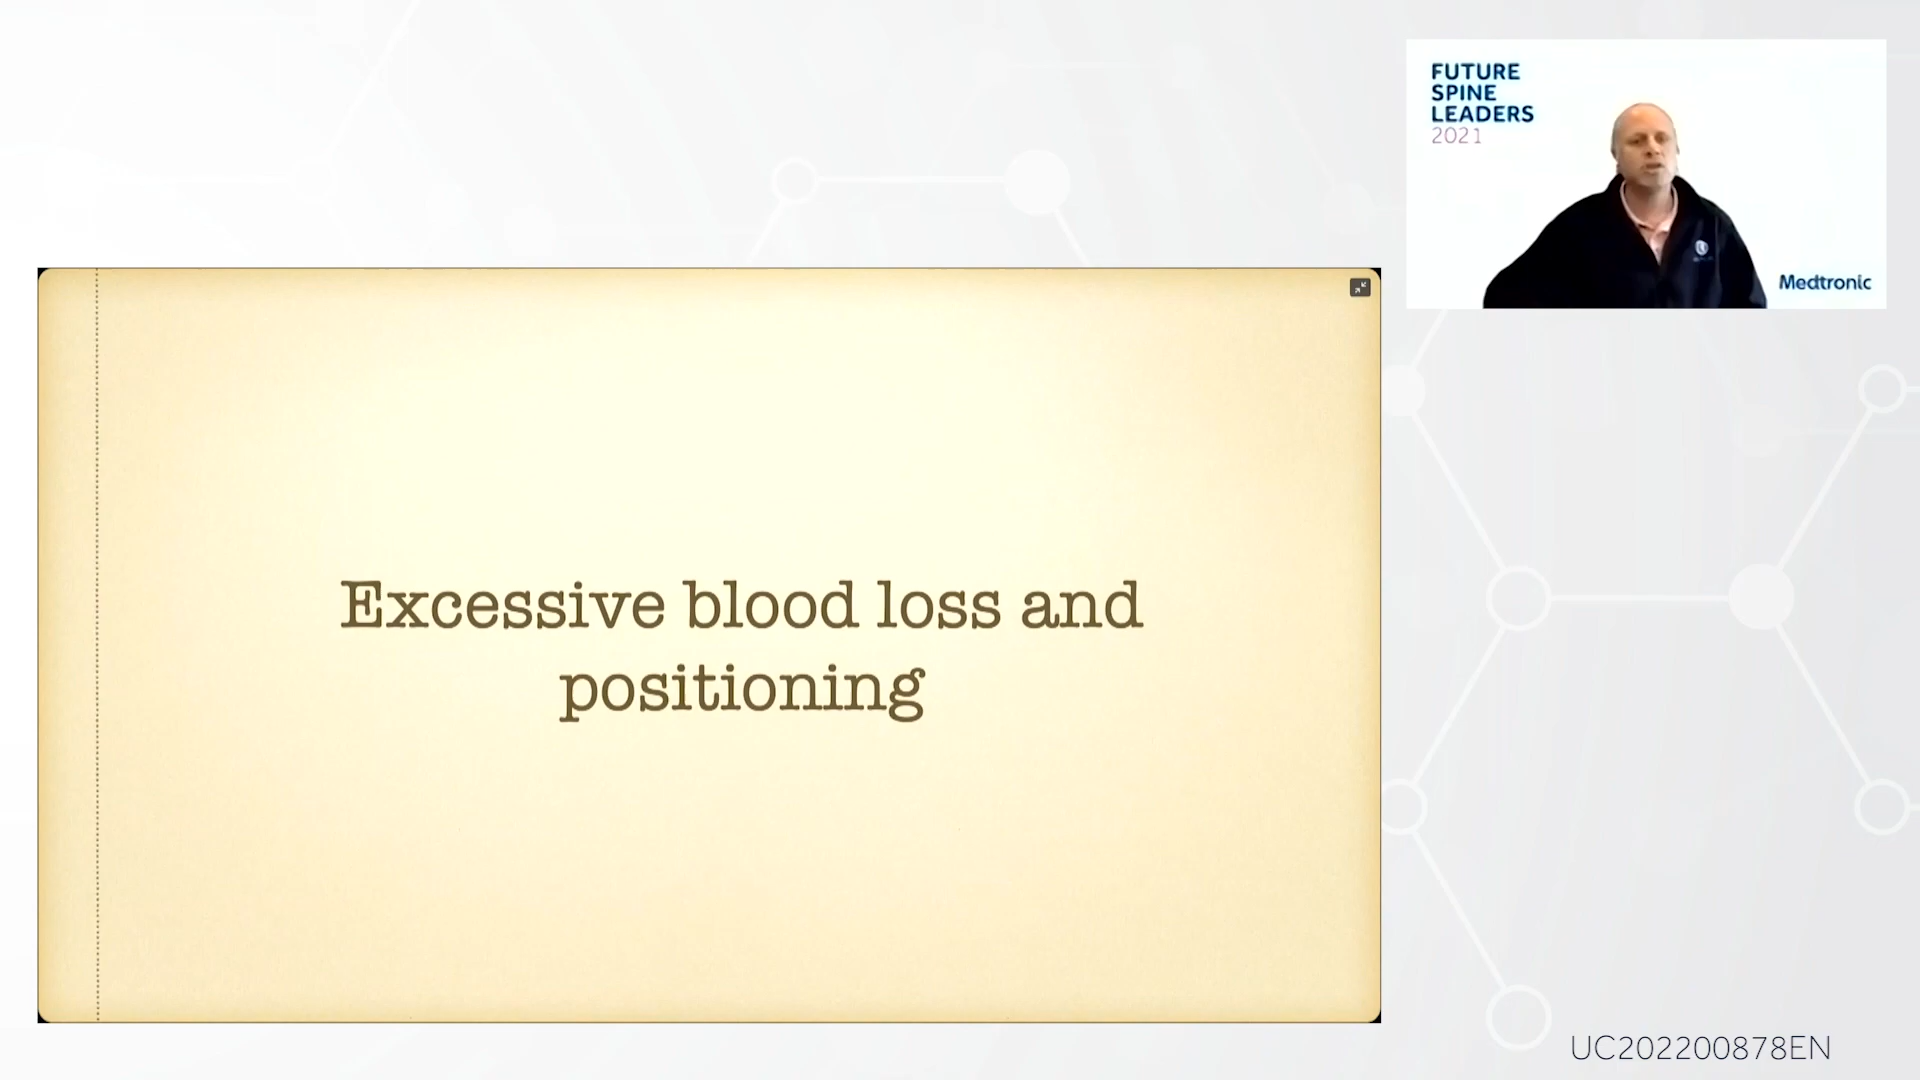 FUTURE
SPINE
LEADERS
2021
Medtronic
Excessive blood loss and
positioning
UC202200878EN